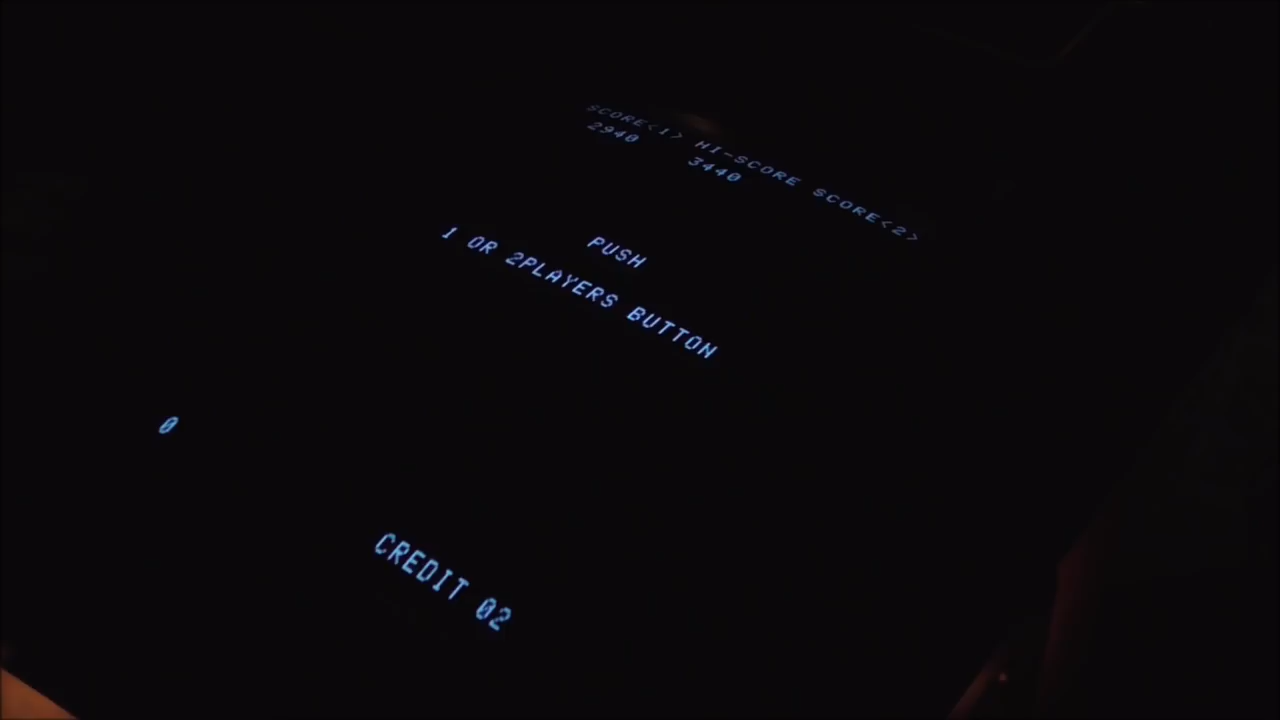 SCORE<1> HI-SCORE SCORE<2>
2940 3440
PUSH
1 OR 2PLAYERS BUTTON
0
CREDIT 02